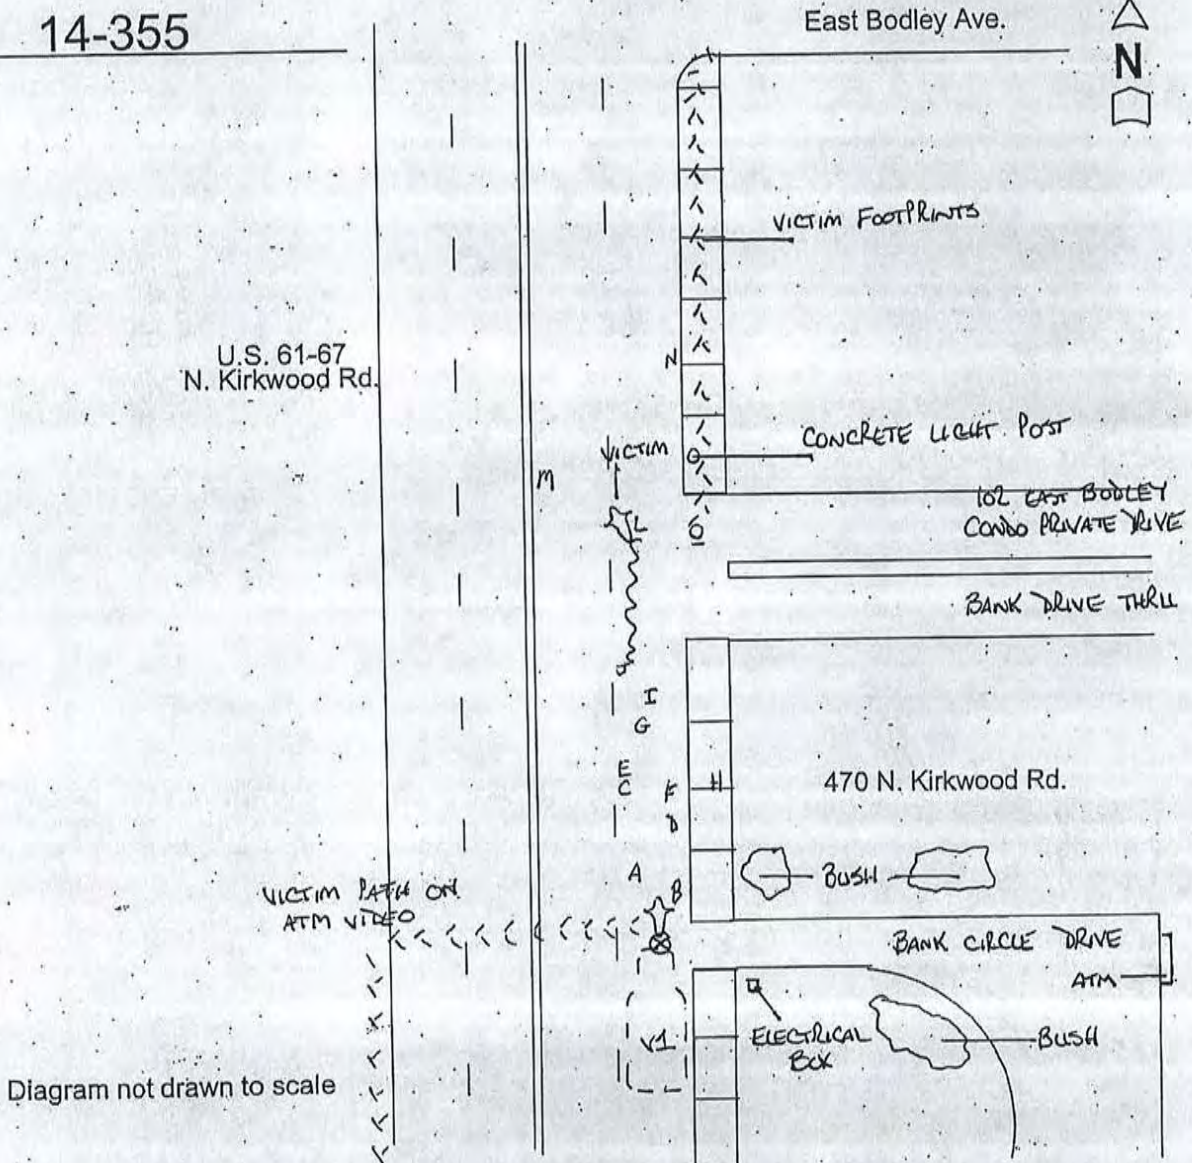 14-355
East Bodley Ave.
N
VICTIM FOOTPRINTS
U.S. 61-67
N. Kirkwood Rd.
N
VICTIM
CONCRETE LIGHT POST
M
L
102 EAST BODLEY
CONDO PRIVATE DRIVE
BANK DRIVE THRU
I
G
E
C
F
H
470 N. Kirkwood Rd.
D
A
B
BUSH
VICTIM PATH ON
ATM VIDEO
BANK CIRCLE DRIVE
ATM
V1
ELECTRICAL
BOX
BUSH
Diagram not drawn to scale